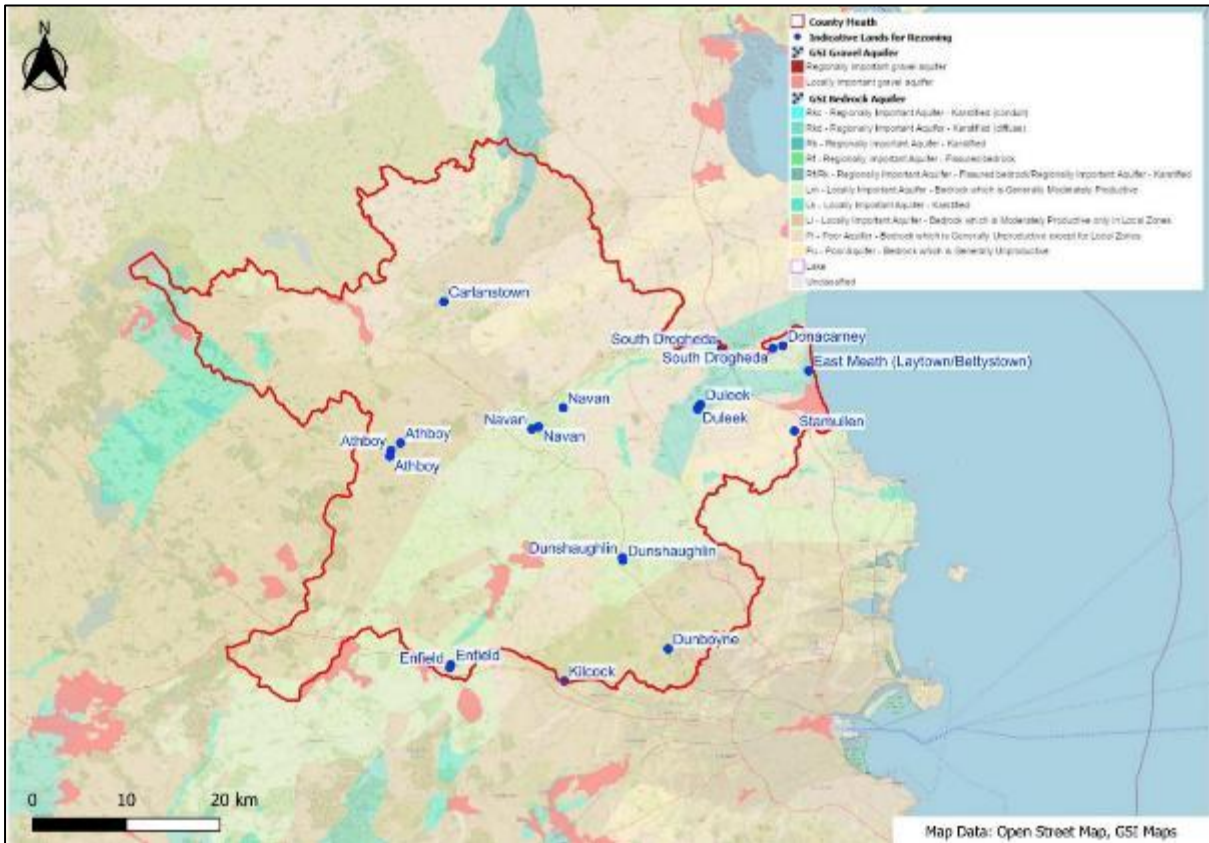 N
County Meath
Indicative Lands for Rezoning
GSI Gravel Aquifer
Regionally important gravel aquifer
Locally important gravel aquifer
GSI Bedrock Aquifer
Rkc - Regionally Important Aquifer - Karstified (conduit)
Rkd - Regionally Important Aquifer - Karstified (diffuse)
Rk - Regionally Important Aquifer - Karstified
Rf - Regionally Important Aquifer - Fissured bedrock
Rf/Rk - Regionally Important Aquifer - Fissured bedrock/Regionally Important Aquifer - Karstified
Lm - Locally Important Aquifer - Bedrock which is Generally Moderately Productive
Lk - Locally Important Aquifer - Karstified
Ll - Locally Important Aquifer - Bedrock which is Moderately Productive only in Local Zones
Pl - Poor Aquifer - Bedrock which is Generally Unproductive except for Local Zones
Pu - Poor Aquifer - Bedrock which is Generally Unproductive
Lake
Unclassified
Carlanstown
South Drogheda
Donacarney
South Drogheda
East Meath (Laytown/Bettystown)
Duleek
Navan
Duleek
Navan
Navan
Stamullen
Athboy
Athboy
Athboy
Dunshaughlin
Dunshaughlin
Dunboyne
Enfield
Enfield
Kilcock
0 10 20 km
Map Data: Open Street Map, GSI Maps